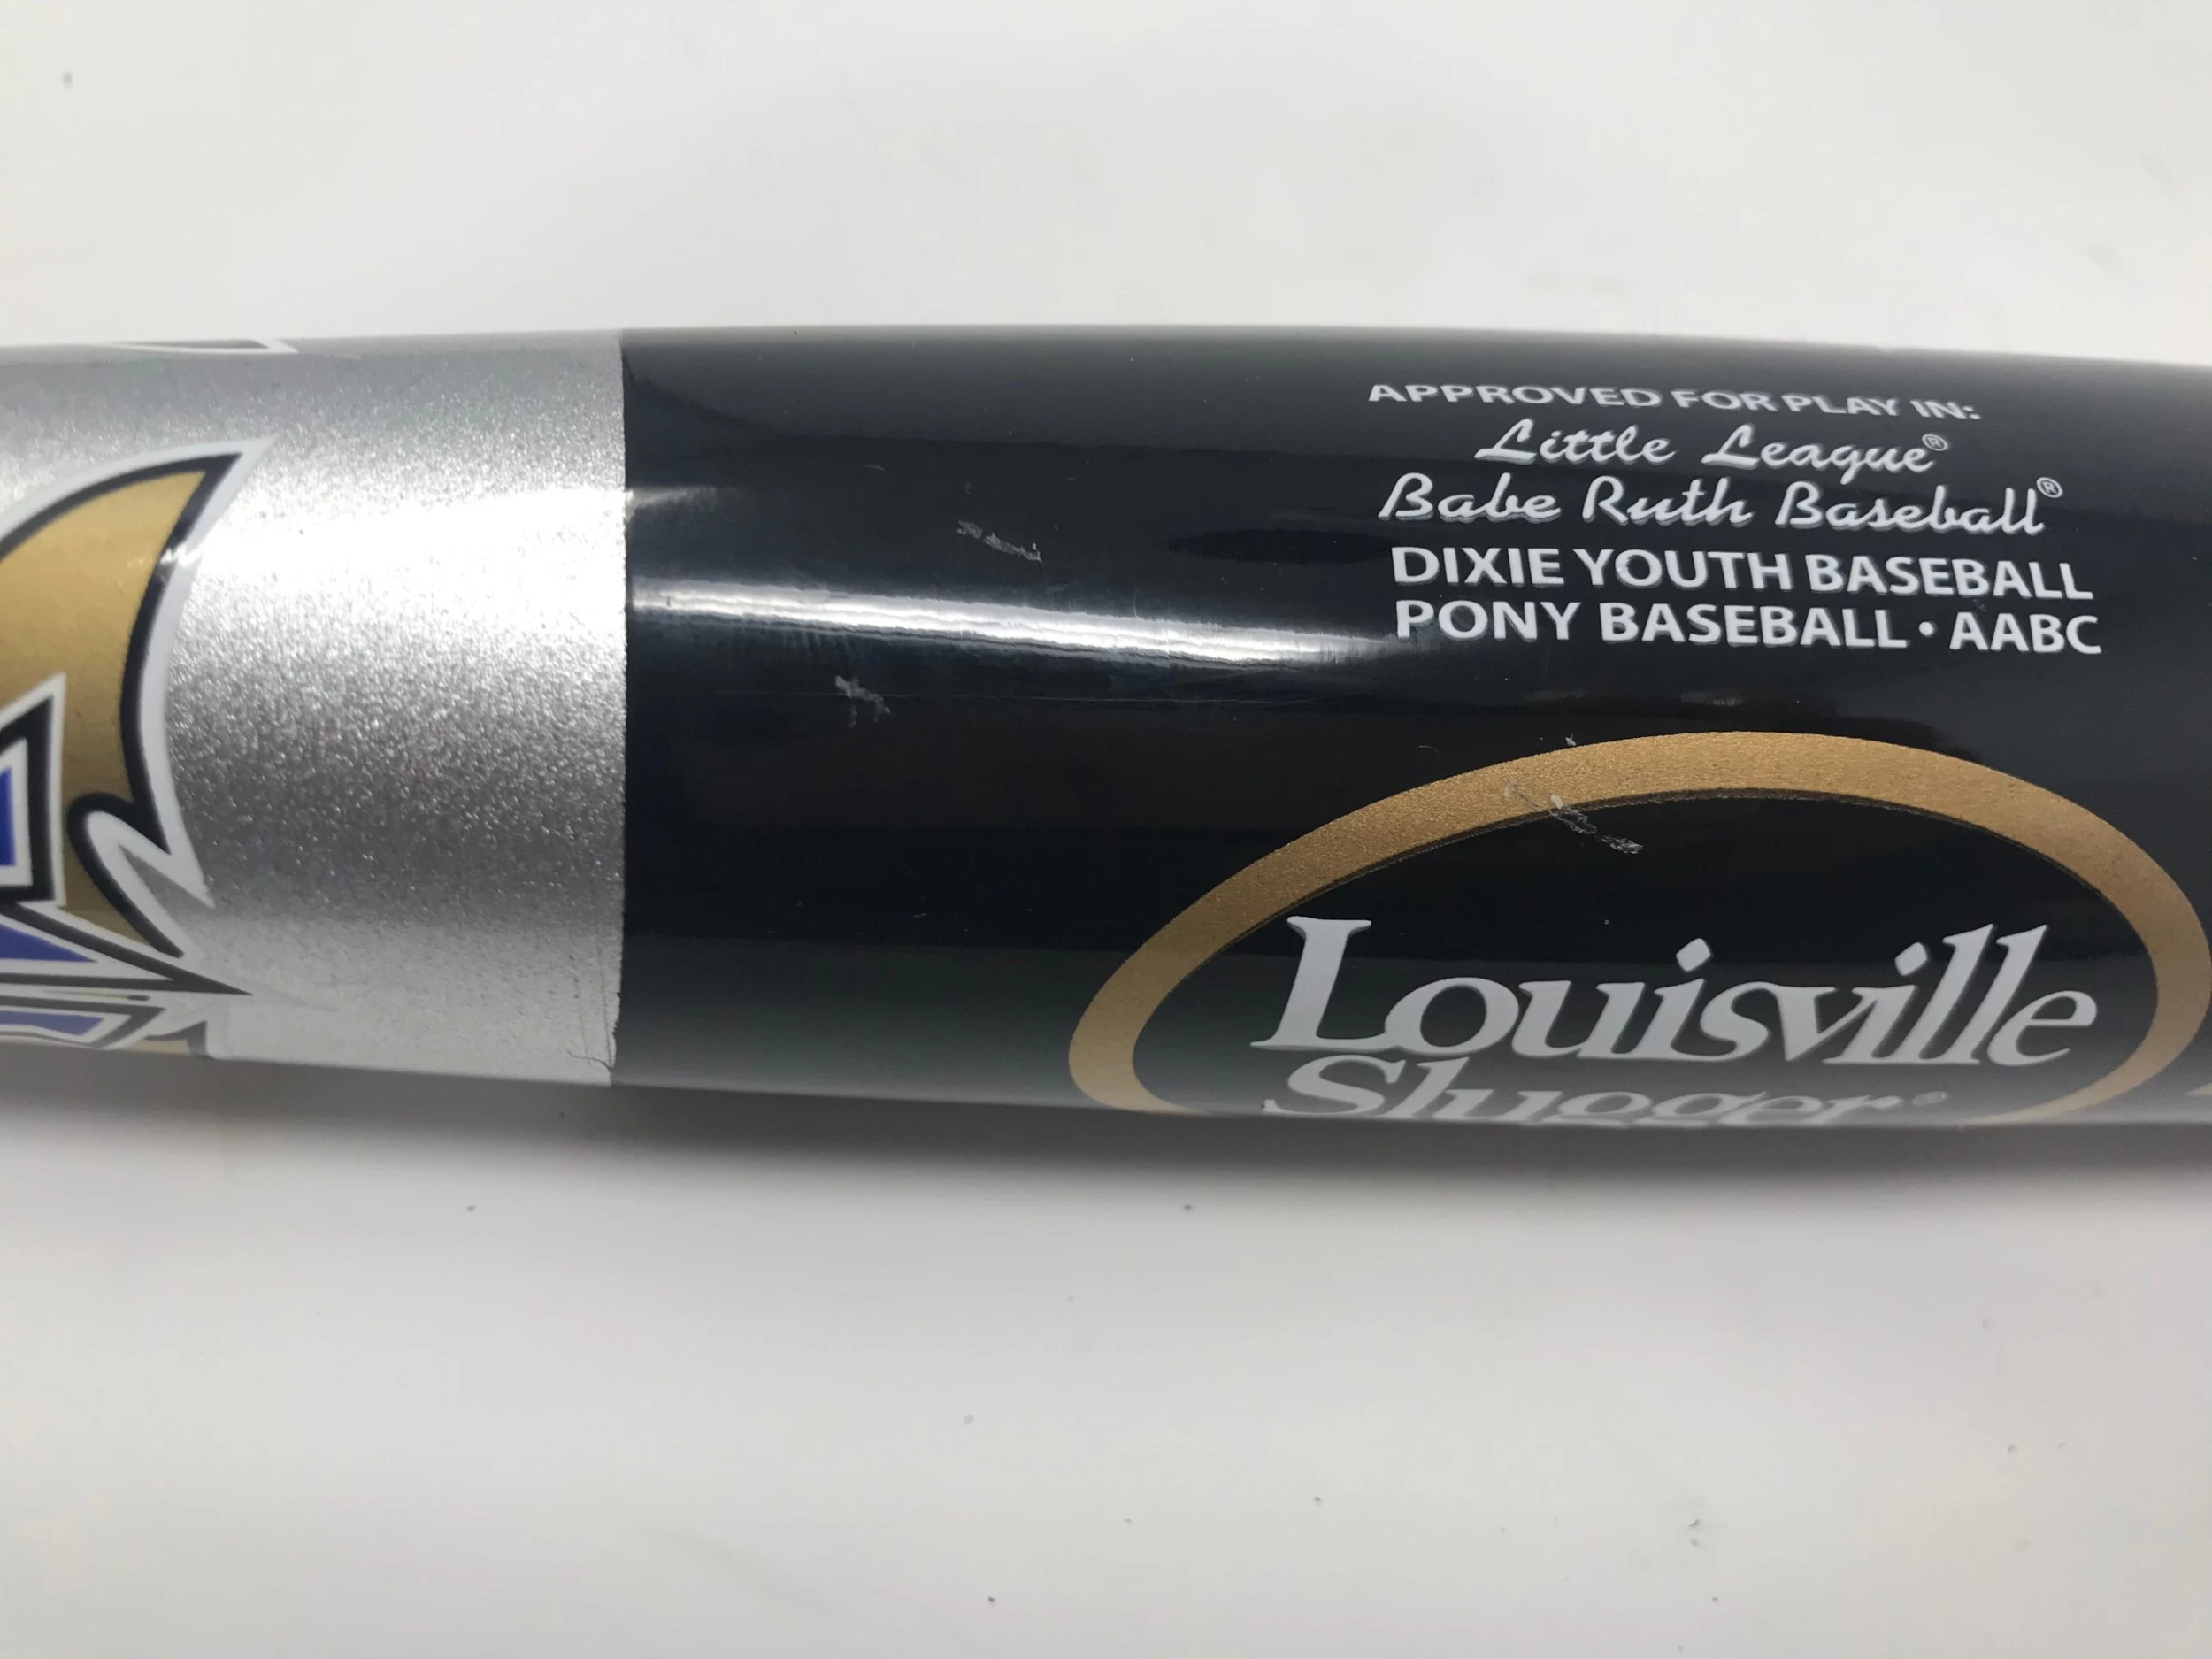 APPROVED FOR PLAY IN:
Little League®
Babe Ruth Baseball®
DIXIE YOUTH BASEBALL
PONY BASEBALL • AABC
Louisville
Slugger®